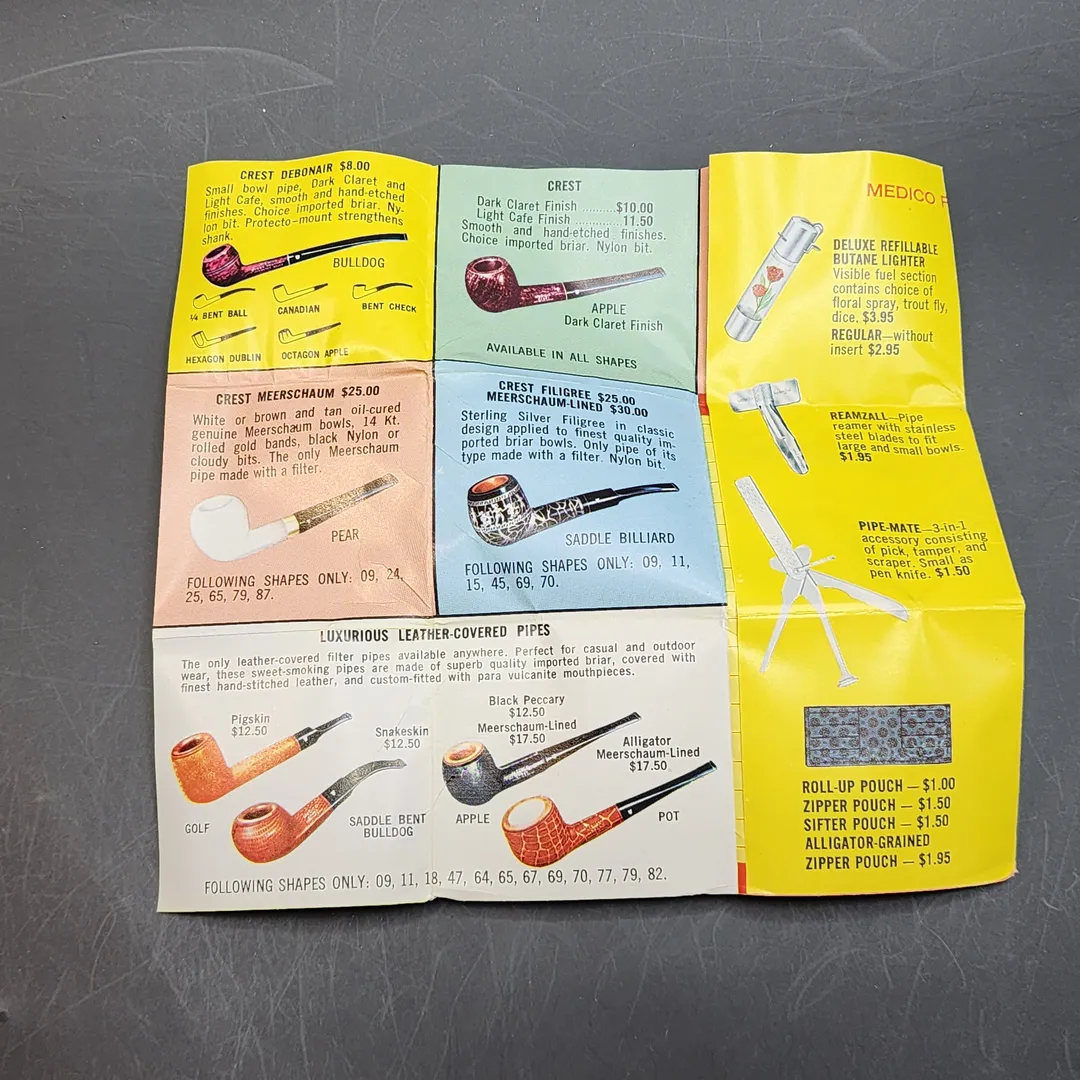 CREST DEBONAIR $8.00
Small bowl pipe, Dark Claret and
Light Cafe, smooth and hand-etched
finishes. Choice imported briar. Ny-
lon bit. Protecto-mount strengthens
shank.
BULLDOG
¼ BENT BALL
CANADIAN
BENT CHECK
HEXAGON DUBLIN
OCTAGON APPLE
CREST
Dark Claret Finish ..........$10.00
Light Cafe Finish ............ 11.50
Smooth and hand-etched finishes.
Choice imported briar. Nylon bit.
APPLE
Dark Claret Finish
AVAILABLE IN ALL SHAPES
CREST MEERSCHAUM $25.00
White or brown and tan oil-cured
genuine Meerschaum bowls, 14 Kt.
rolled gold bands, black Nylon or
cloudy bits. The only Meerschaum
pipe made with a filter.
PEAR
FOLLOWING SHAPES ONLY: 09, 24,
25, 65, 79, 87.
CREST FILIGREE $25.00
MEERSCHAUM-LINED $30.00
Sterling Silver Filigree in classic
design applied to finest quality im-
ported briar bowls. Only pipe of its
type made with a filter. Nylon bit.
SADDLE BILLIARD
FOLLOWING SHAPES ONLY: 09, 11,
15, 45, 69, 70.
LUXURIOUS LEATHER-COVERED PIPES
The only leather-covered filter pipes available anywhere. Perfect for casual and outdoor
wear, these sweet-smoking pipes are made of superb quality imported briar, covered with
finest hand-stitched leather, and custom-fitted with para vulcanite mouthpieces.
Pigskin
$12.50
GOLF
Snakeskin
$12.50
SADDLE BENT
BULLDOG
Black Peccary
$12.50
Meerschaum-Lined
$17.50
APPLE
Alligator
Meerschaum-Lined
$17.50
POT
FOLLOWING SHAPES ONLY: 09, 11, 18, 47, 64, 65, 67, 69, 70, 77, 79, 82.
MEDICO F
DELUXE REFILLABLE
BUTANE LIGHTER
Visible fuel section
contains choice of
floral spray, trout fly,
dice. $3.95
REGULAR—without
insert $2.95
REAMZALL—Pipe
reamer with stainless
steel blades to fit
large and small bowls.
$1.95
PIPE-MATE—3-in-1
accessory consisting
of pick, tamper, and
scraper. Small as
pen knife. $1.50
ROLL-UP POUCH — $1.00
ZIPPER POUCH — $1.50
SIFTER POUCH — $1.50
ALLIGATOR-GRAINED
ZIPPER POUCH — $1.95